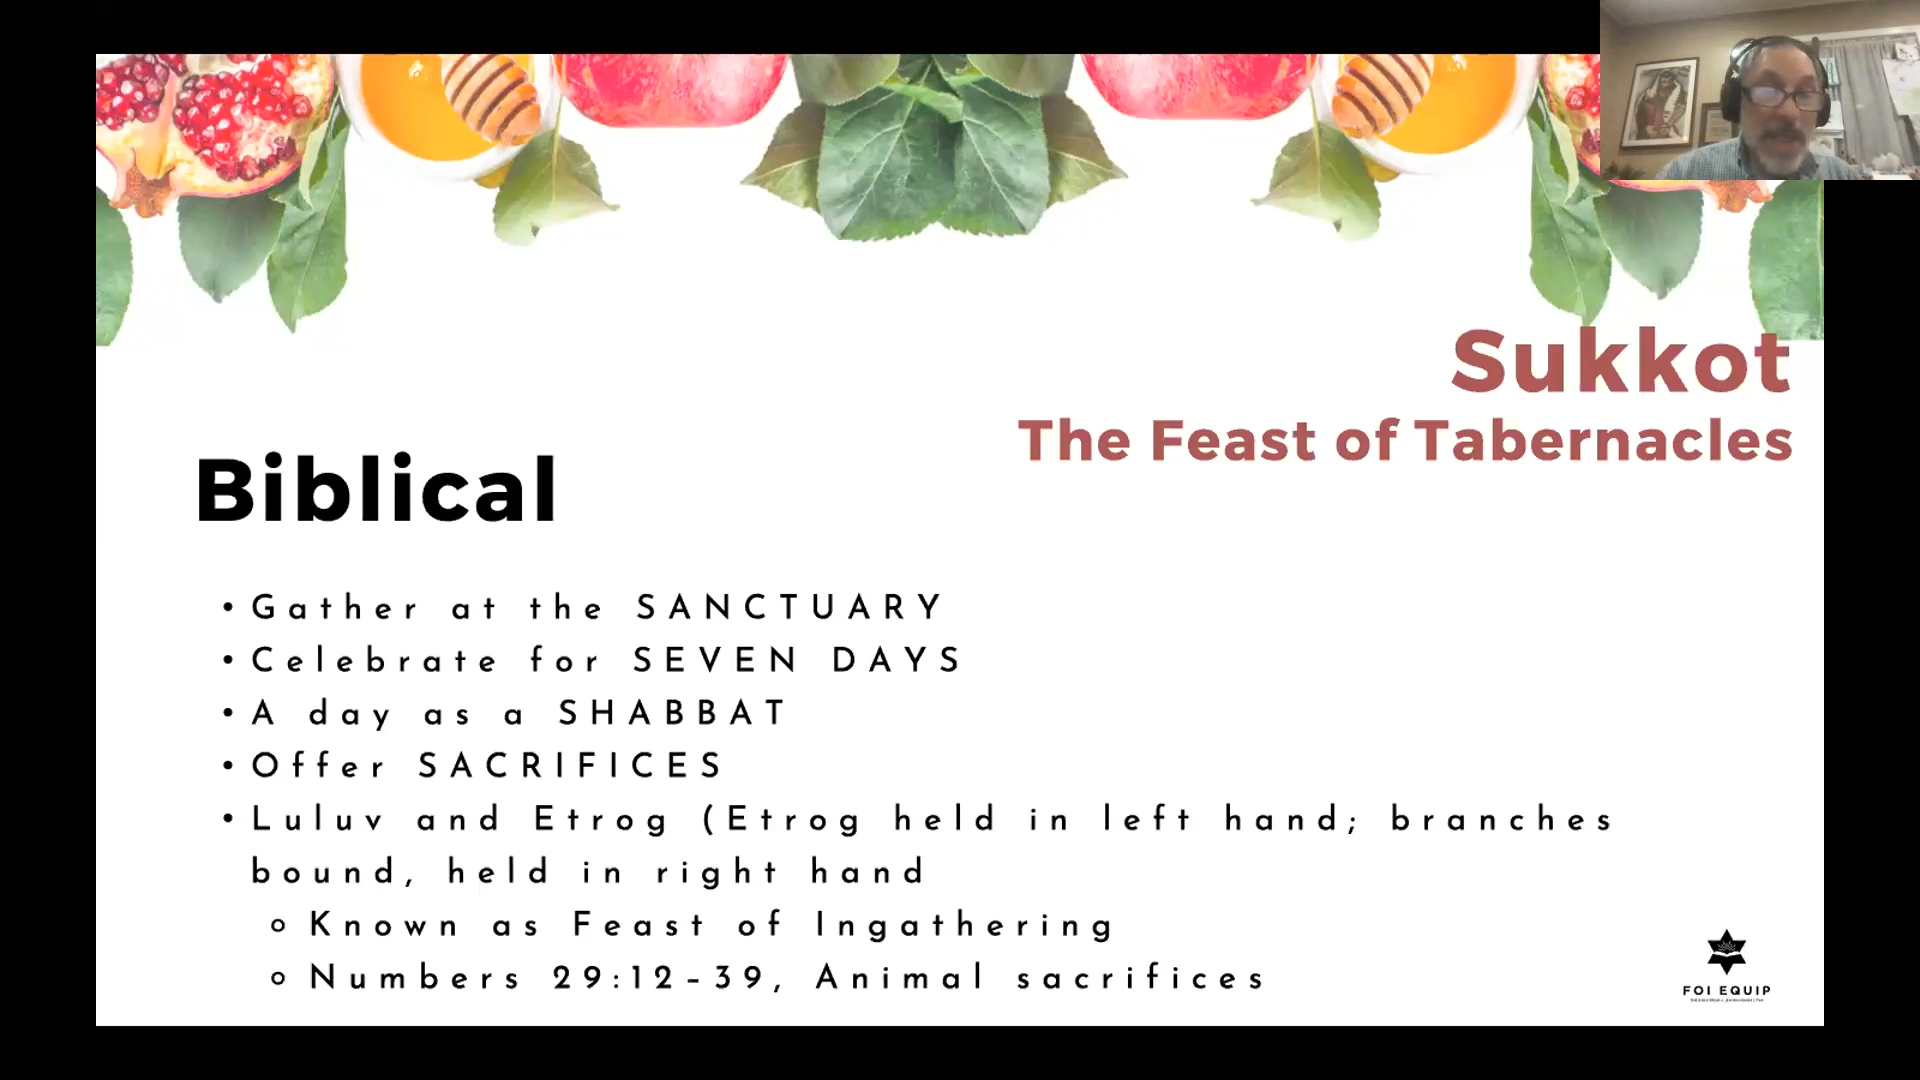 Sukkot
The Feast of Tabernacles
Biblical
• Gather at the SANCTUARY
• Celebrate for SEVEN DAYS
• A day as a SHABBAT
• Offer SACRIFICES
• Luluv and Etrog (Etrog held in left hand; branches
bound, held in right hand
○ Known as Feast of Ingathering
○ Numbers 29:12-39, Animal sacrifices
FOI EQUIP